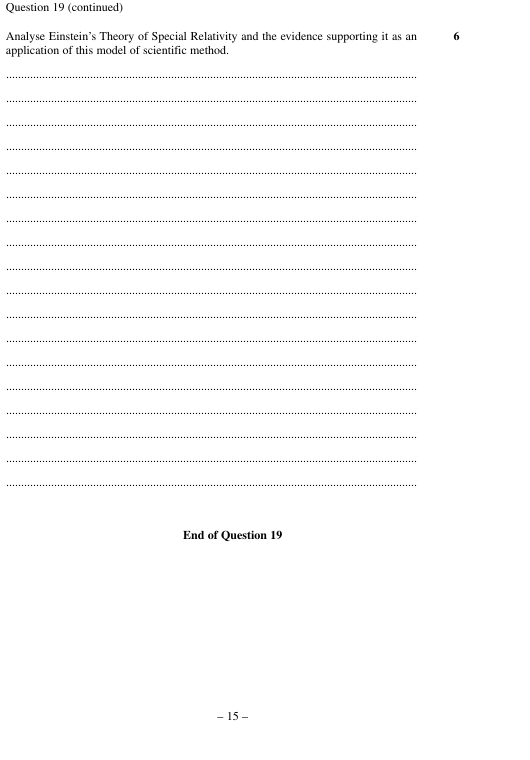 Question 19 (continued)
Analyse Einstein's Theory of Special Relativity and the evidence supporting it as an 6
application of this model of scientific method.
End of Question 19
– 15 –